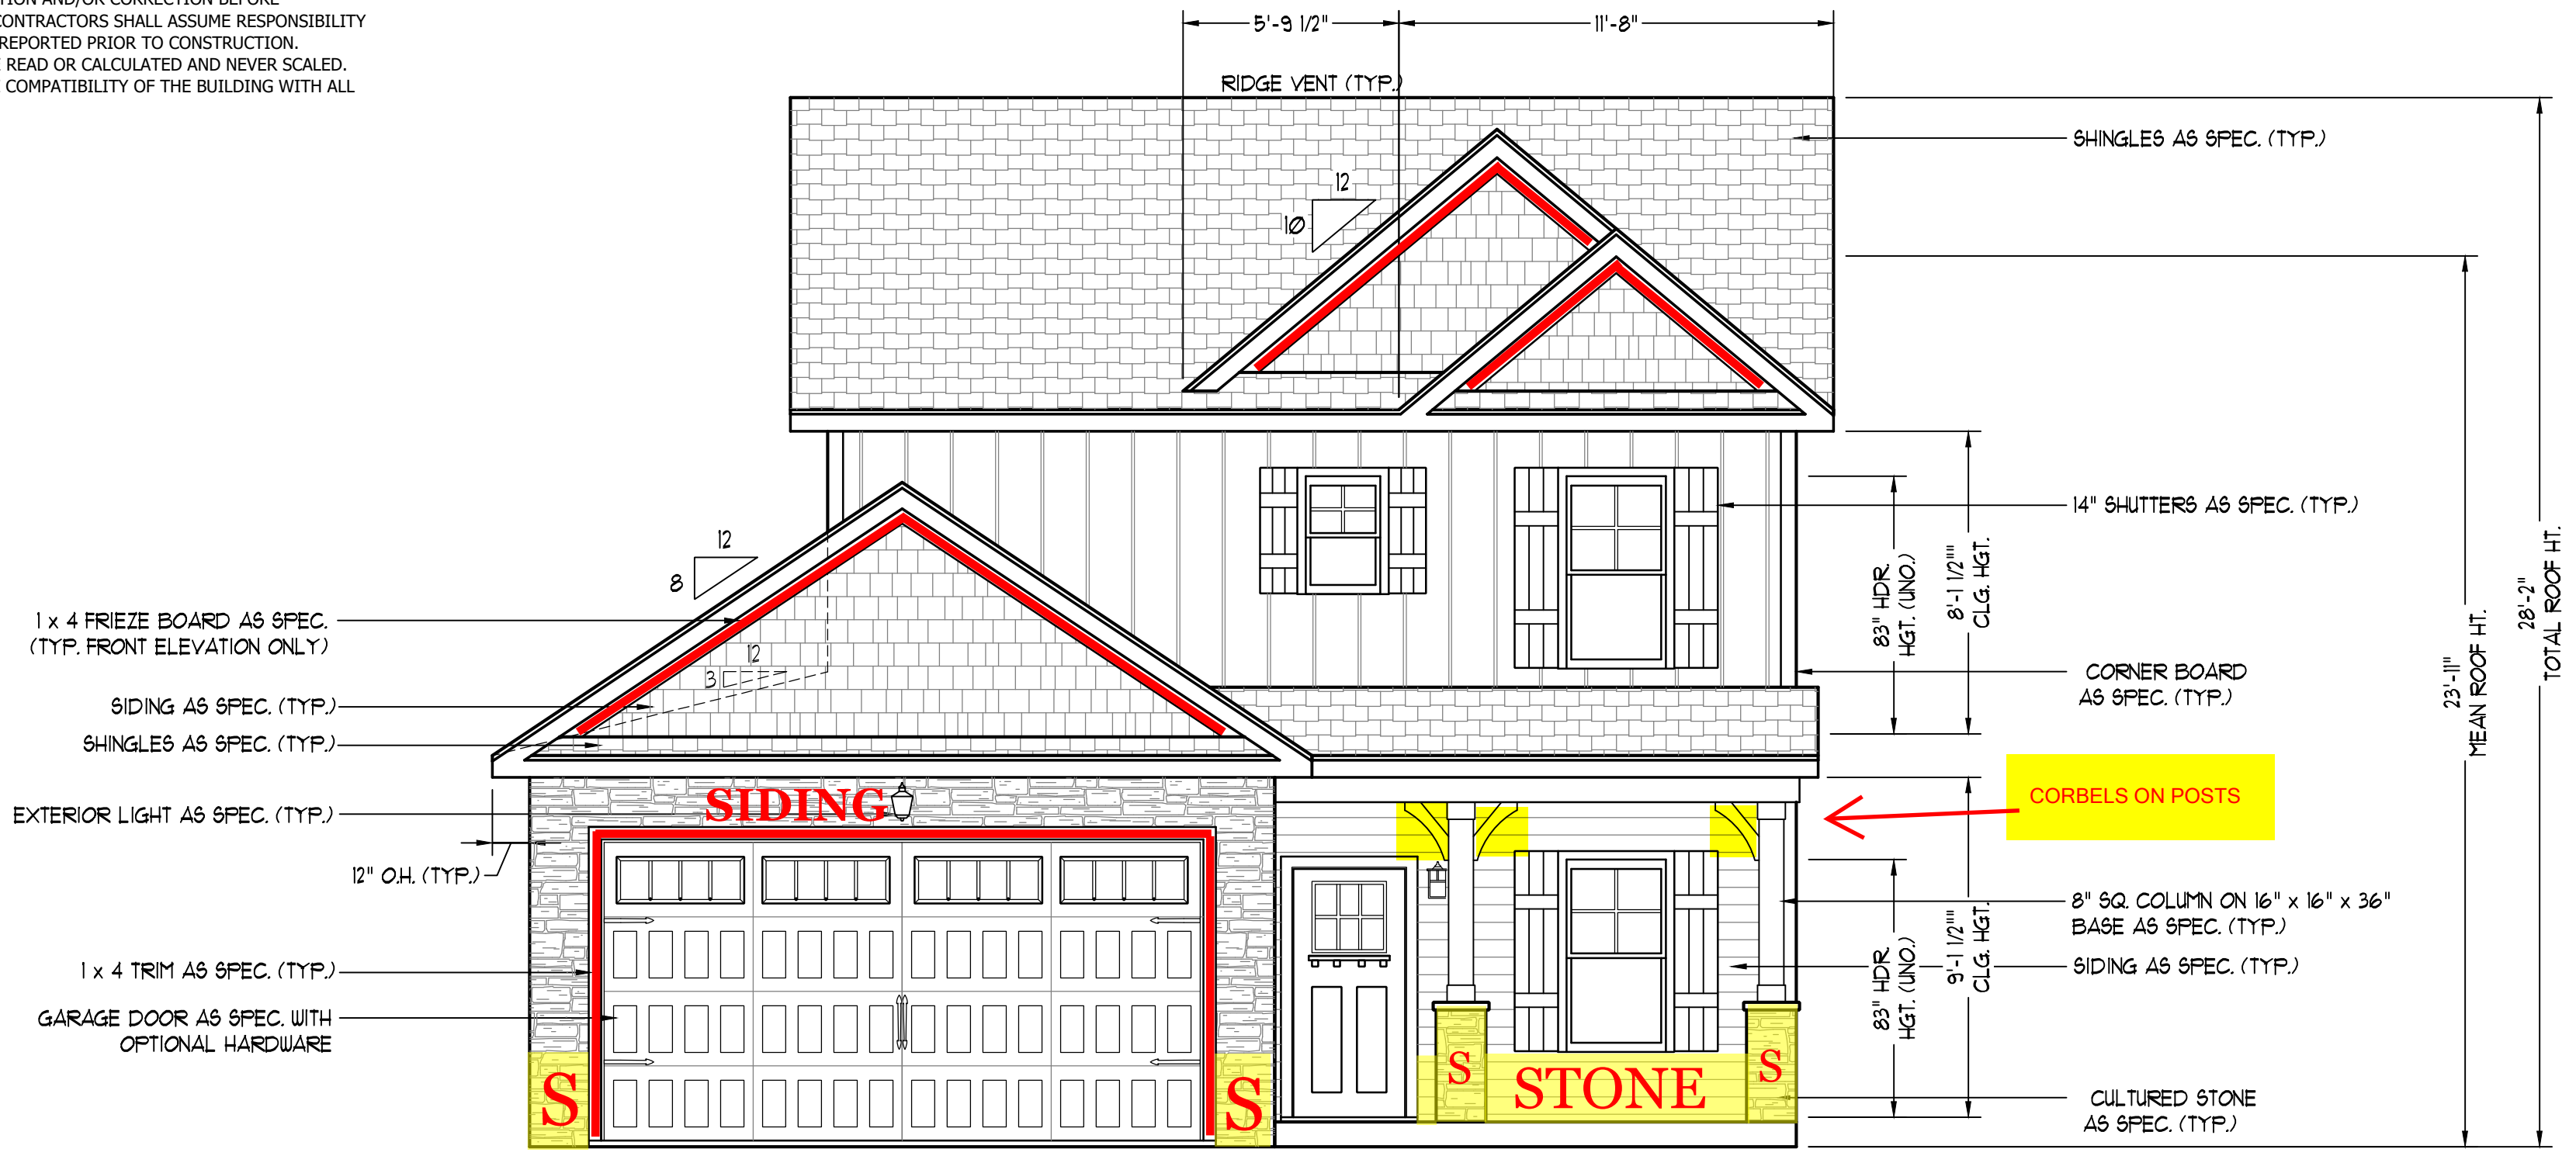 TION AND/OR CORRECTION BEFORE
CONTRACTORS SHALL ASSUME RESPONSIBILITY
REPORTED PRIOR TO CONSTRUCTION.
READ OR CALCULATED AND NEVER SCALED.
COMPATIBILITY OF THE BUILDING WITH ALL
5'-9 1/2"
11'-8"
RIDGE VENT (TYP.)
SHINGLES AS SPEC. (TYP.)
12
10
14" SHUTTERS AS SPEC. (TYP.)
12
8
83" HDR.
HGT. (UNO.)
8'-1 1/2""
CLG. HGT.
28'-2"
TOTAL ROOF HT.
23'-11"
MEAN ROOF HT.
1 x 4 FRIEZE BOARD AS SPEC.
(TYP. FRONT ELEVATION ONLY)
12
3
CORNER BOARD
AS SPEC. (TYP.)
SIDING AS SPEC. (TYP.)
SHINGLES AS SPEC. (TYP.)
SIDING
CORBELS ON POSTS
EXTERIOR LIGHT AS SPEC. (TYP.)
12" O.H. (TYP.)
8" SQ. COLUMN ON 16" x 16" x 36"
BASE AS SPEC. (TYP.)
83" HDR.
HGT. (UNO.)
9'-1 1/2""
CLG. HGT.
SIDING AS SPEC. (TYP.)
1 x 4 TRIM AS SPEC. (TYP.)
GARAGE DOOR AS SPEC. WITH
OPTIONAL HARDWARE
S
S
S
STONE
S
CULTURED STONE
AS SPEC. (TYP.)